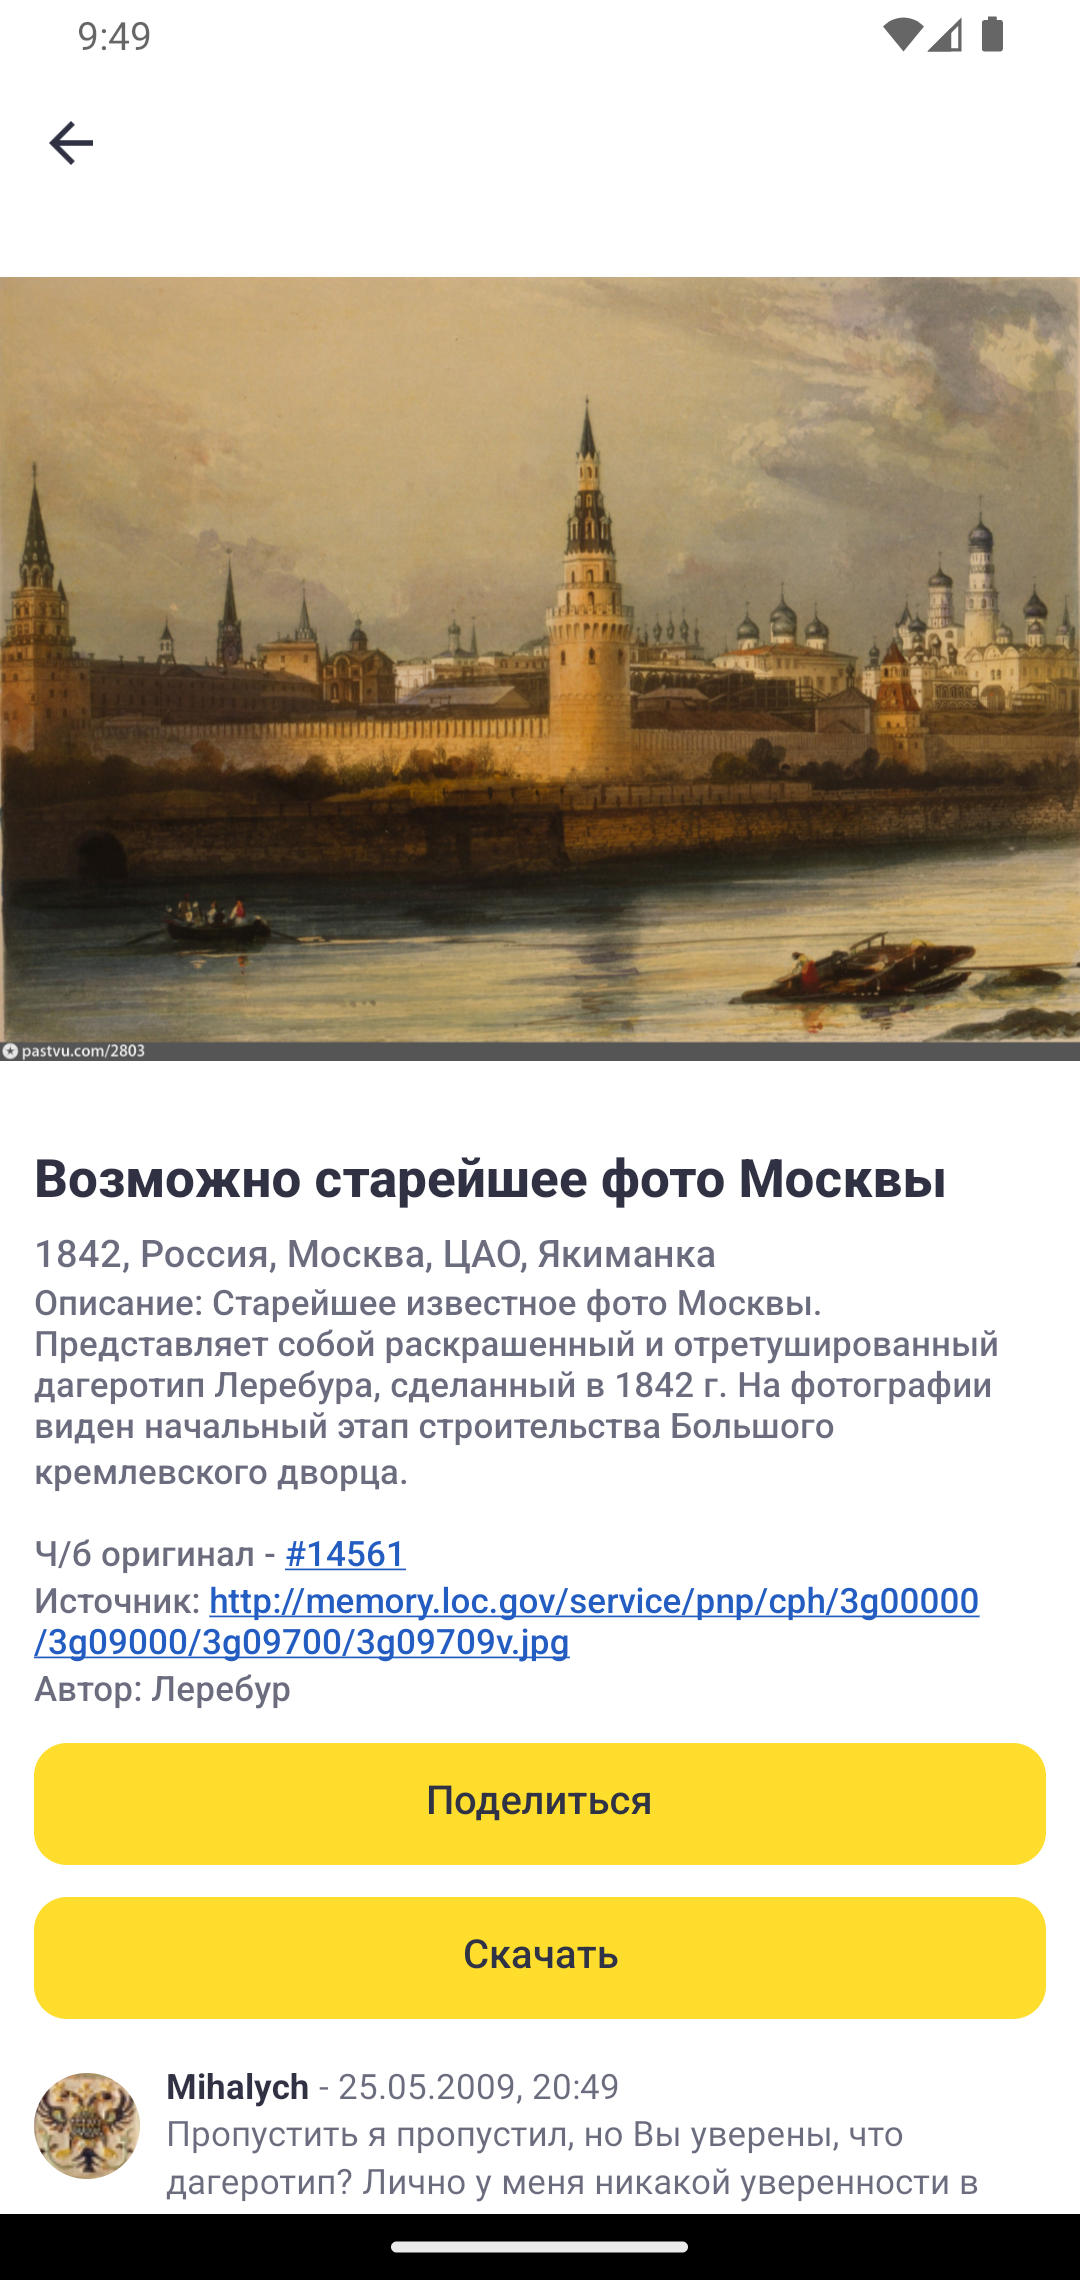 9:49
pastvu.com/2803
Возможно старейшее фото Москвы
1842, Россия, Москва, ЦАО, Якиманка
Описание: Старейшее известное фото Москвы.
Представляет собой раскрашенный и отретушированный
дагеротип Леребура, сделанный в 1842 г. На фотографии
виден начальный этап строительства Большого
кремлевского дворца.
Ч/б оригинал - #14561
Источник: http://memory.loc.gov/service/pnp/cph/3g00000
/3g09000/3g09700/3g09709v.jpg
Автор: Леребур
Поделиться
Скачать
Mihalych - 25.05.2009, 20:49
Пропустить я пропустил, но Вы уверены, что
дагеротип? Лично у меня никакой уверенности в